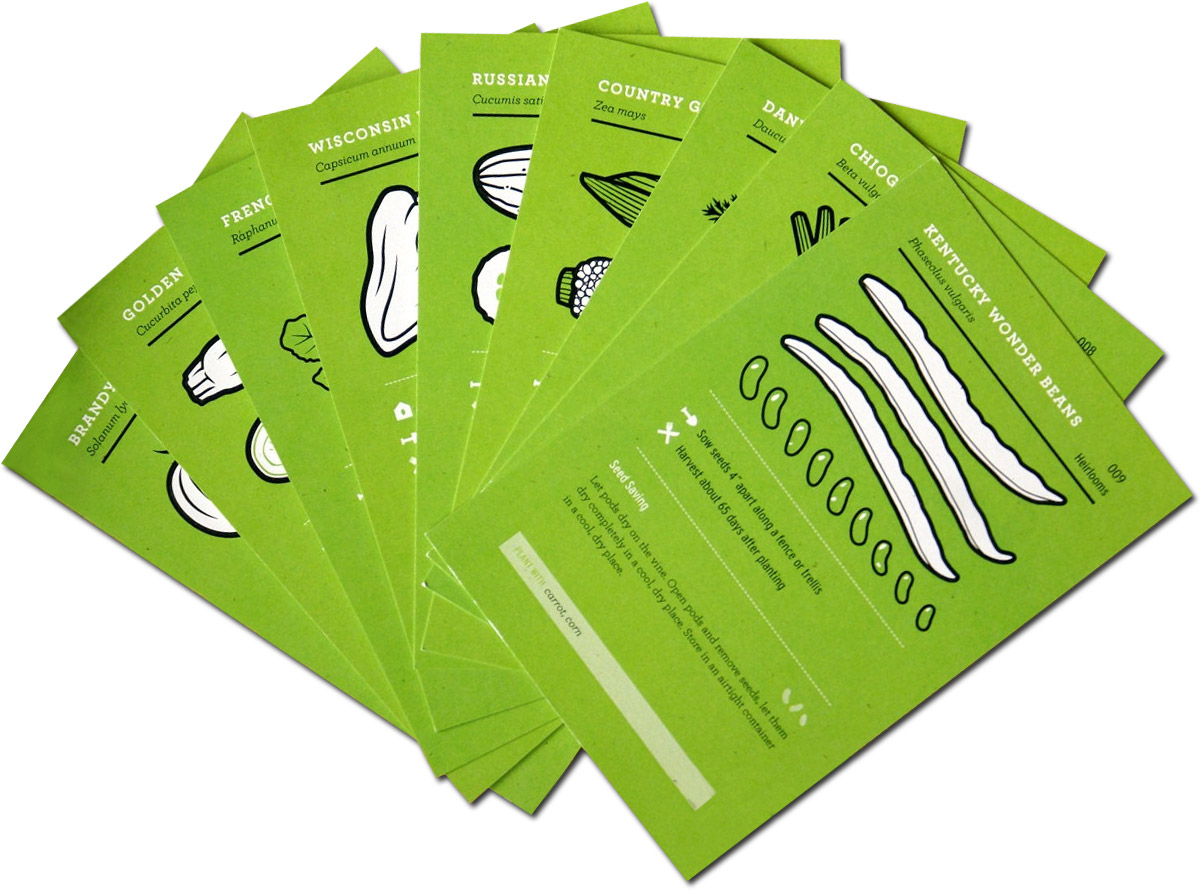 BRANDY
Solanum ly
GOLDEN
Cucurbita pe
FRENC
Raphanu
WISCONSIN
Capsicum annuum
RUSSIAN
Cucumis sati
COUNTRY G
Zea mays
DAN
Daucu
CHIOG
Beta vulg
008
KENTUCKY WONDER BEANS
Phaseolus vulgaris
009
Heirlooms
Sow seeds 4" apart along a fence or trellis
Harvest about 65 days after planting
Seed Saving
Let pods dry on the vine. Open pods and remove seeds, let them
dry completely in a cool, dry place. Store in an airtight container
in a cool, dry place.
PLANT WITH carrot, corn